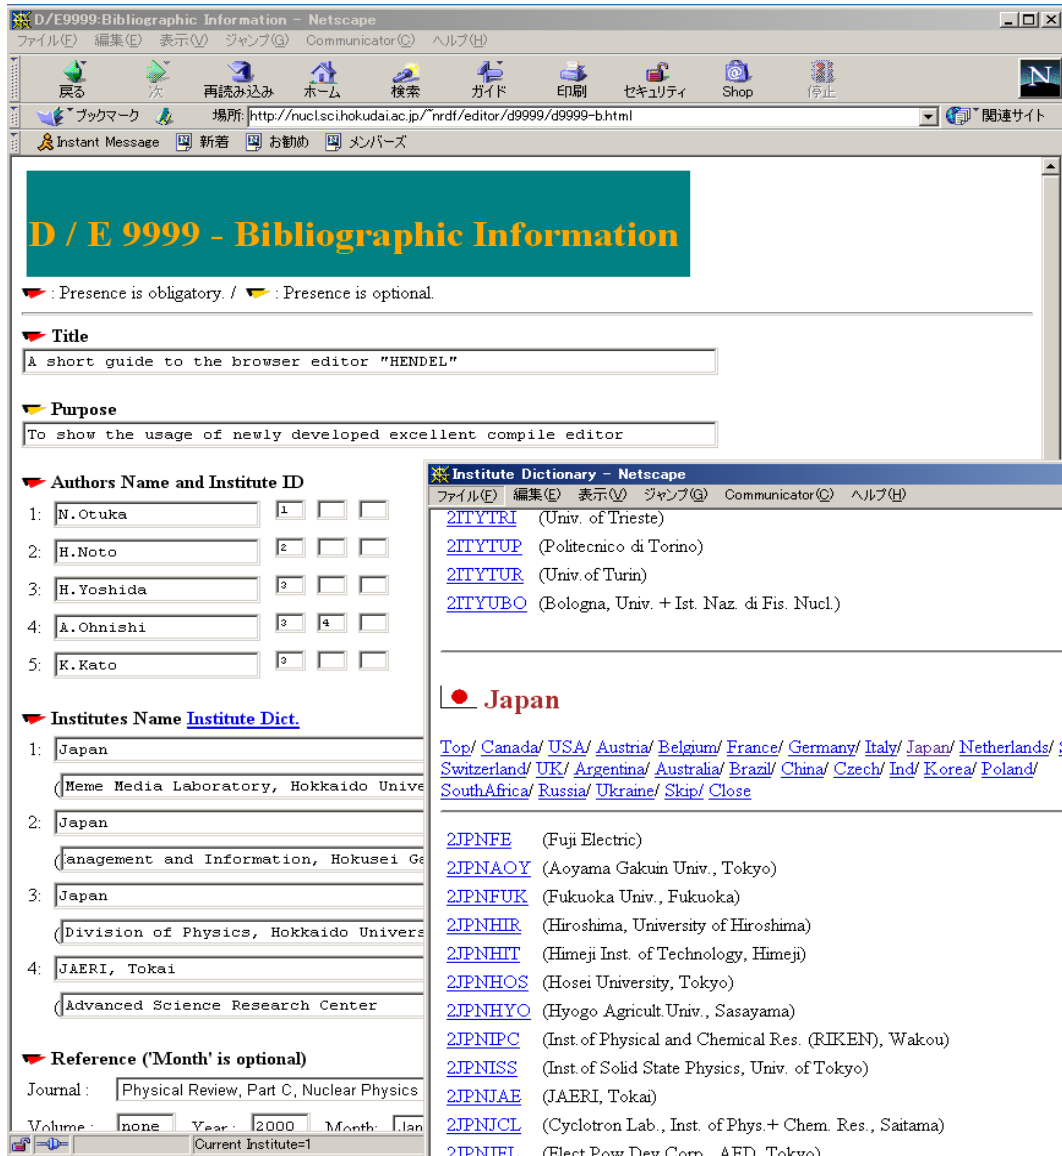 D/E9999:Bibliographic Information - Netscape
ファイル(F) 編集(E) 表示(V) ジャンプ(G) Communicator(C) ヘルプ(H)
戻る 次 再読み込み ホーム 検索 ガイド 印刷 セキュリティ Shop 停止 N
ブックマーク 場所: http://nucl.sci.hokudai.ac.jp/~nrdf/editor/d9999/d9999-b.html 関連サイト
Instant Message 新着 お勧め メンバーズ
D / E 9999 - Bibliographic Information
: Presence is obligatory. / : Presence is optional.
Title
A short guide to the browser editor "HENDEL"
Purpose
To show the usage of newly developed excellent compile editor
Authors Name and Institute ID
1: N.Otuka 1
2: H.Noto 2
3: H.Yoshida 3
4: A.Ohnishi 3 4
5: K.Kato 3
Institutes Name Institute Dict.
1: Japan
(Meme Media Laboratory, Hokkaido Unive
2: Japan
(anagement and Information, Hokusei Ga
3: Japan
(Division of Physics, Hokkaido Univers
4: JAERI, Tokai
(Advanced Science Research Center
Reference ('Month' is optional)
Journal : Physical Review, Part C, Nuclear Physics
Volume : none Year : 2000 Month: Jan
Current Institute=1
Institute Dictionary - Netscape
ファイル(F) 編集(E) 表示(V) ジャンプ(G) Communicator(C) ヘルプ(H)
2ITYTRI (Univ. of Trieste)
2ITYTUP (Politecnico di Torino)
2ITYTUR (Univ.of Turin)
2ITYUBO (Bologna, Univ. + Ist. Naz. di Fis. Nucl.)
Japan
Top/ Canada/ USA/ Austria/ Belgium/ France/ Germany/ Italy/ Japan/ Netherlands/
Switzerland/ UK/ Argentina/ Australia/ Brazil/ China/ Czech/ Ind/ Korea/ Poland/
SouthAfrica/ Russia/ Ukraine/ Skip/ Close
2JPNFE (Fuji Electric)
2JPNAOY (Aoyama Gakuin Univ., Tokyo)
2JPNFUK (Fukuoka Univ., Fukuoka)
2JPNHIR (Hiroshima, University of Hiroshima)
2JPNHIT (Himeji Inst. of Technology, Himeji)
2JPNHOS (Hosei University, Tokyo)
2JPNHYO (Hyogo Agricult.Univ., Sasayama)
2JPNIPC (Inst.of Physical and Chemical Res. (RIKEN), Wakou)
2JPNISS (Inst.of Solid State Physics, Univ. of Tokyo)
2JPNJAE (JAERI, Tokai)
2JPNJCL (Cyclotron Lab., Inst. of Phys.+ Chem. Res., Saitama)
2JPNJEL (Elect.Pow.Dev.Corp., AED, Tokyo)